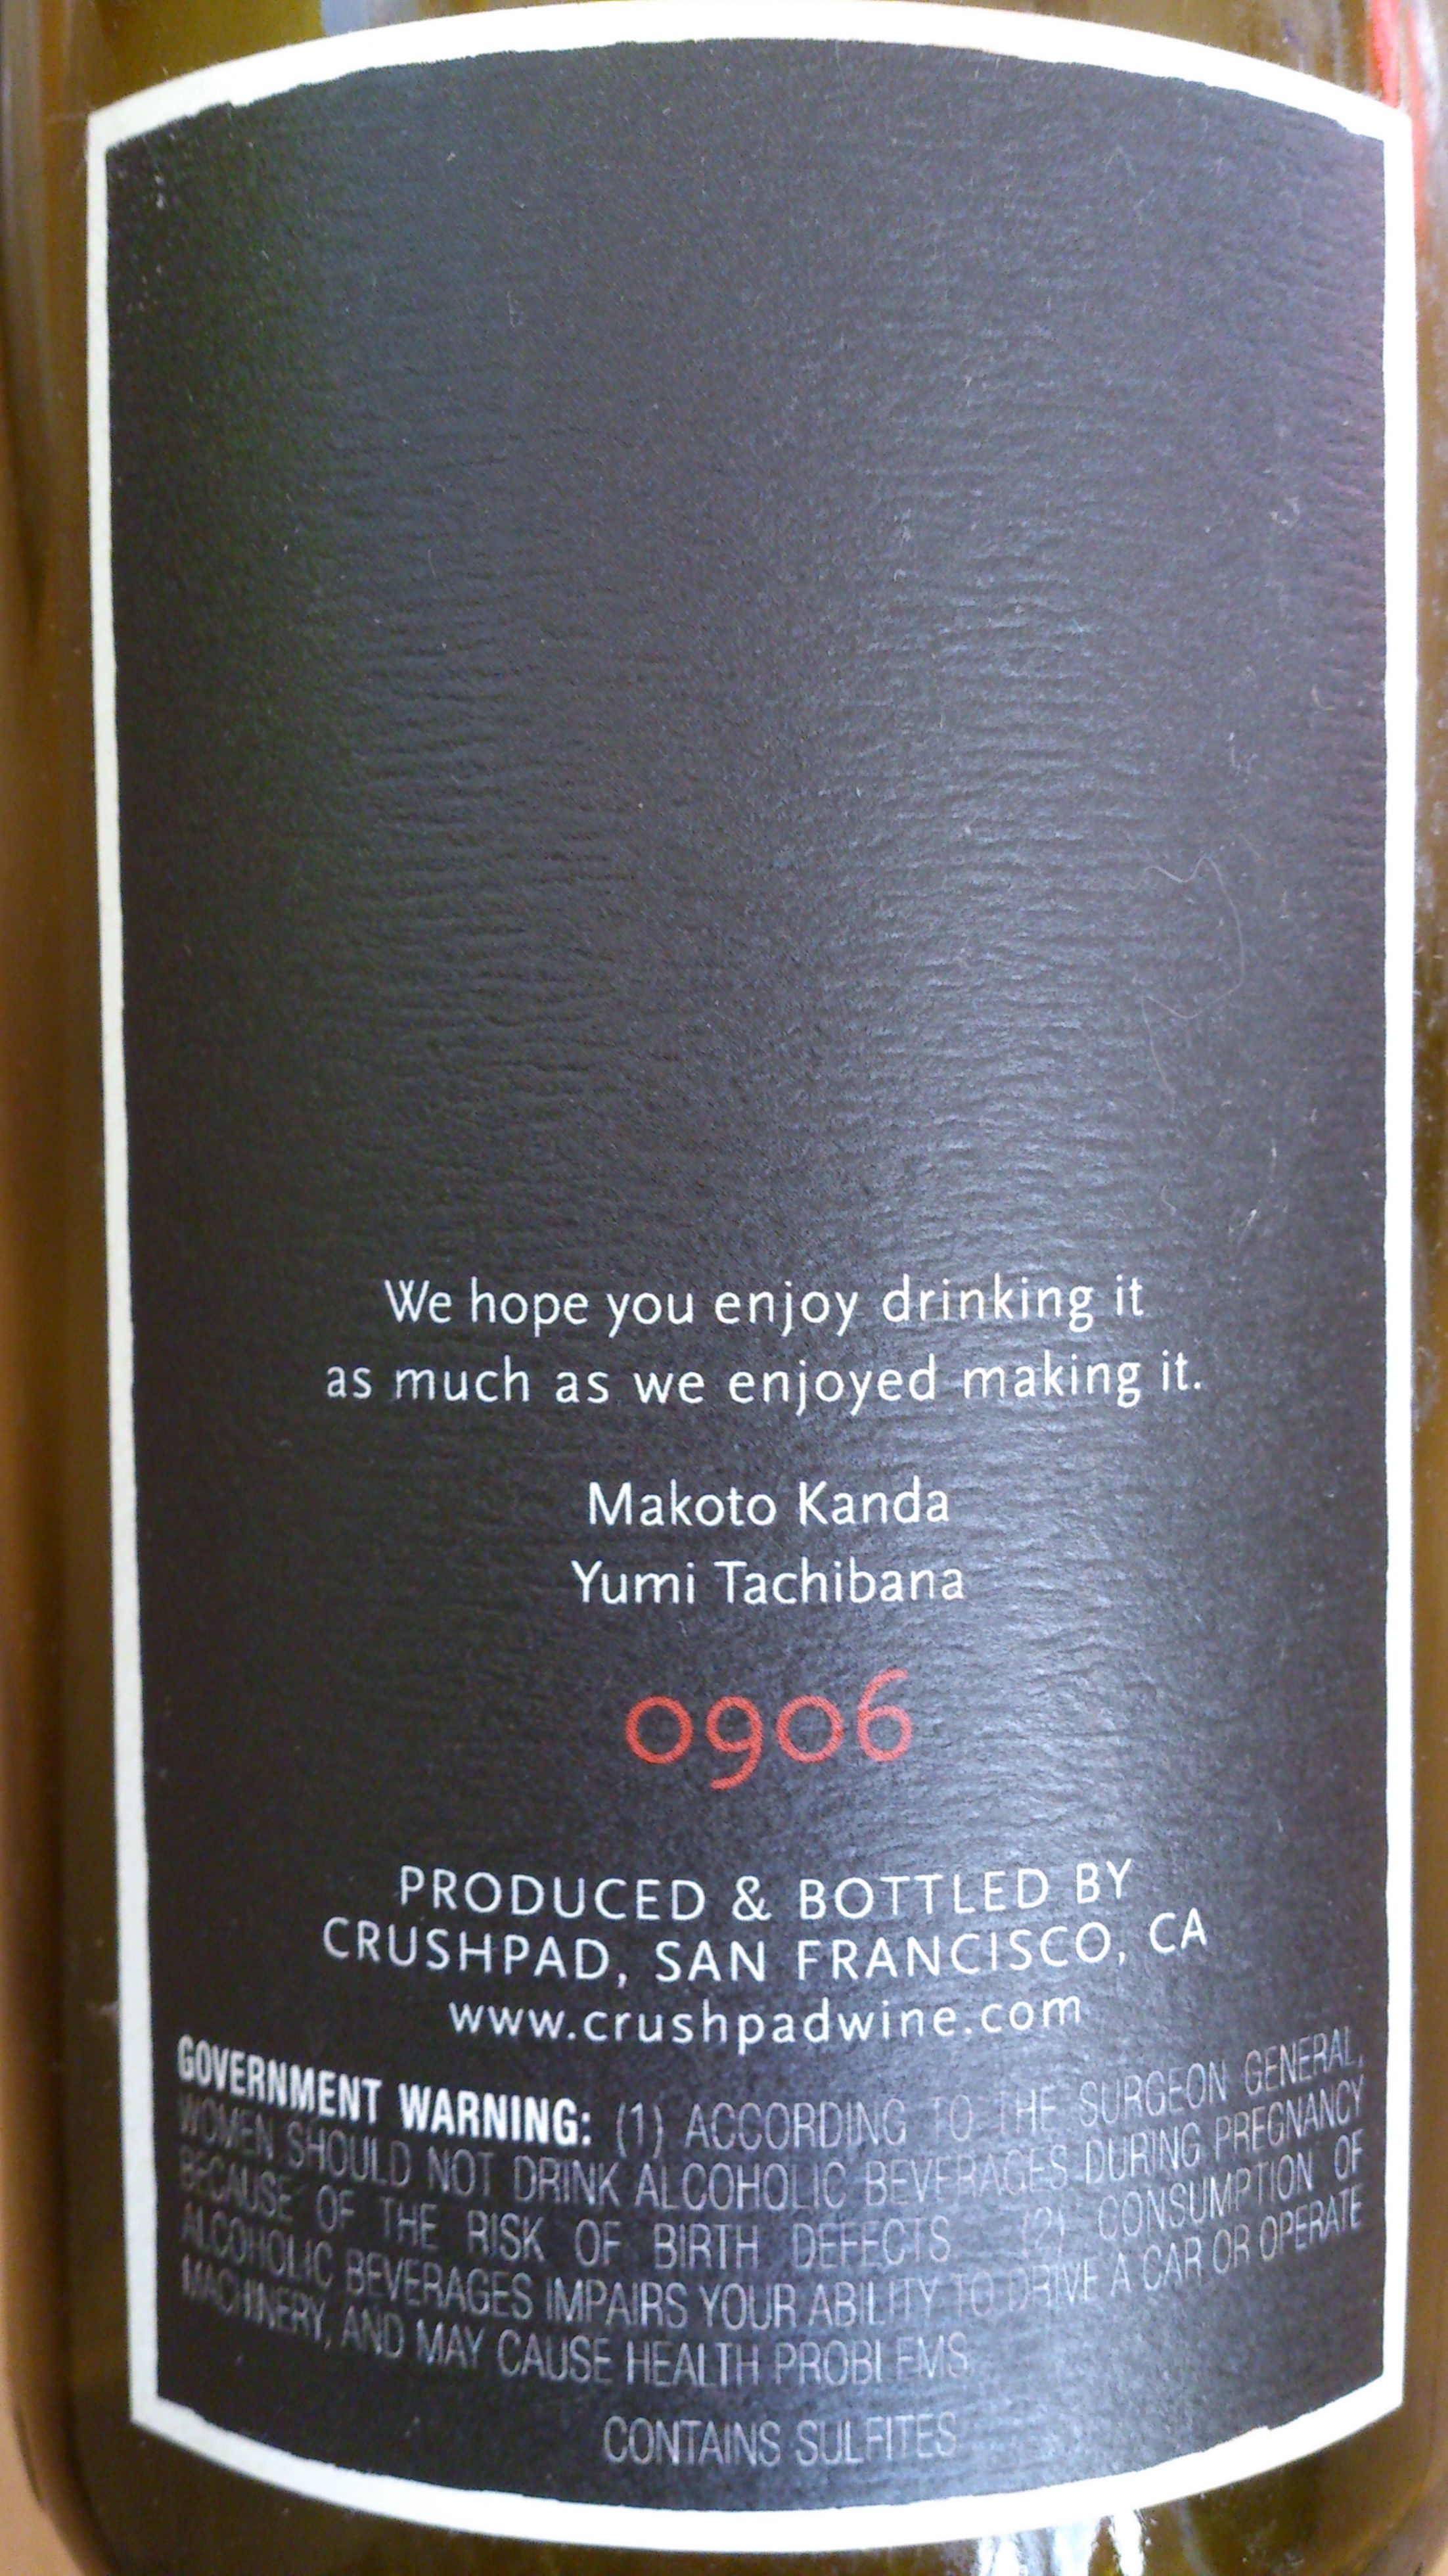 We hope you enjoy drinking it
as much as we enjoyed making it.
Makoto Kanda
Yumi Tachibana
0906
PRODUCED & BOTTLED BY
CRUSHPAD, SAN FRANCISCO, CA
www.crushpadwine.com
GOVERNMENT WARNING: (1) ACCORDING TO THE SURGEON GENERAL,
WOMEN SHOULD NOT DRINK ALCOHOLIC BEVERAGES DURING PREGNANCY
BECAUSE OF THE RISK OF BIRTH DEFECTS. (2) CONSUMPTION OF
ALCOHOLIC BEVERAGES IMPAIRS YOUR ABILITY TO DRIVE A CAR OR OPERATE
MACHINERY, AND MAY CAUSE HEALTH PROBLEMS.
CONTAINS SULFITES